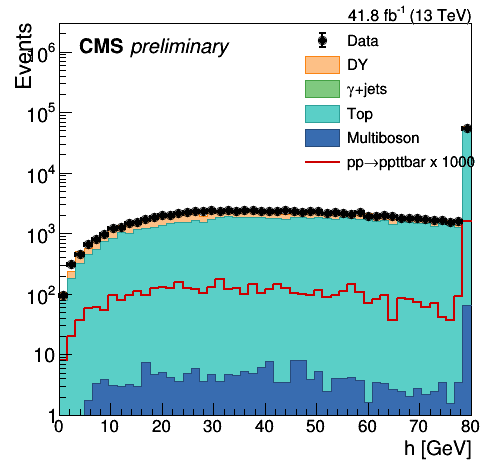 41.8 fb⁻¹ (13 TeV)
CMS preliminary
Data
DY
γ+jets
Top
Multiboson
pp→ppttbar x 1000
Events
10⁶
10⁵
10⁴
10³
10²
10
1
0 10 20 30 40 50 60 70 80
h [GeV]